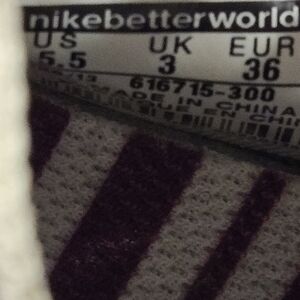 nikebetterworld
US UK EUR
5.5 3 36
616715-300
MADE IN CHINA